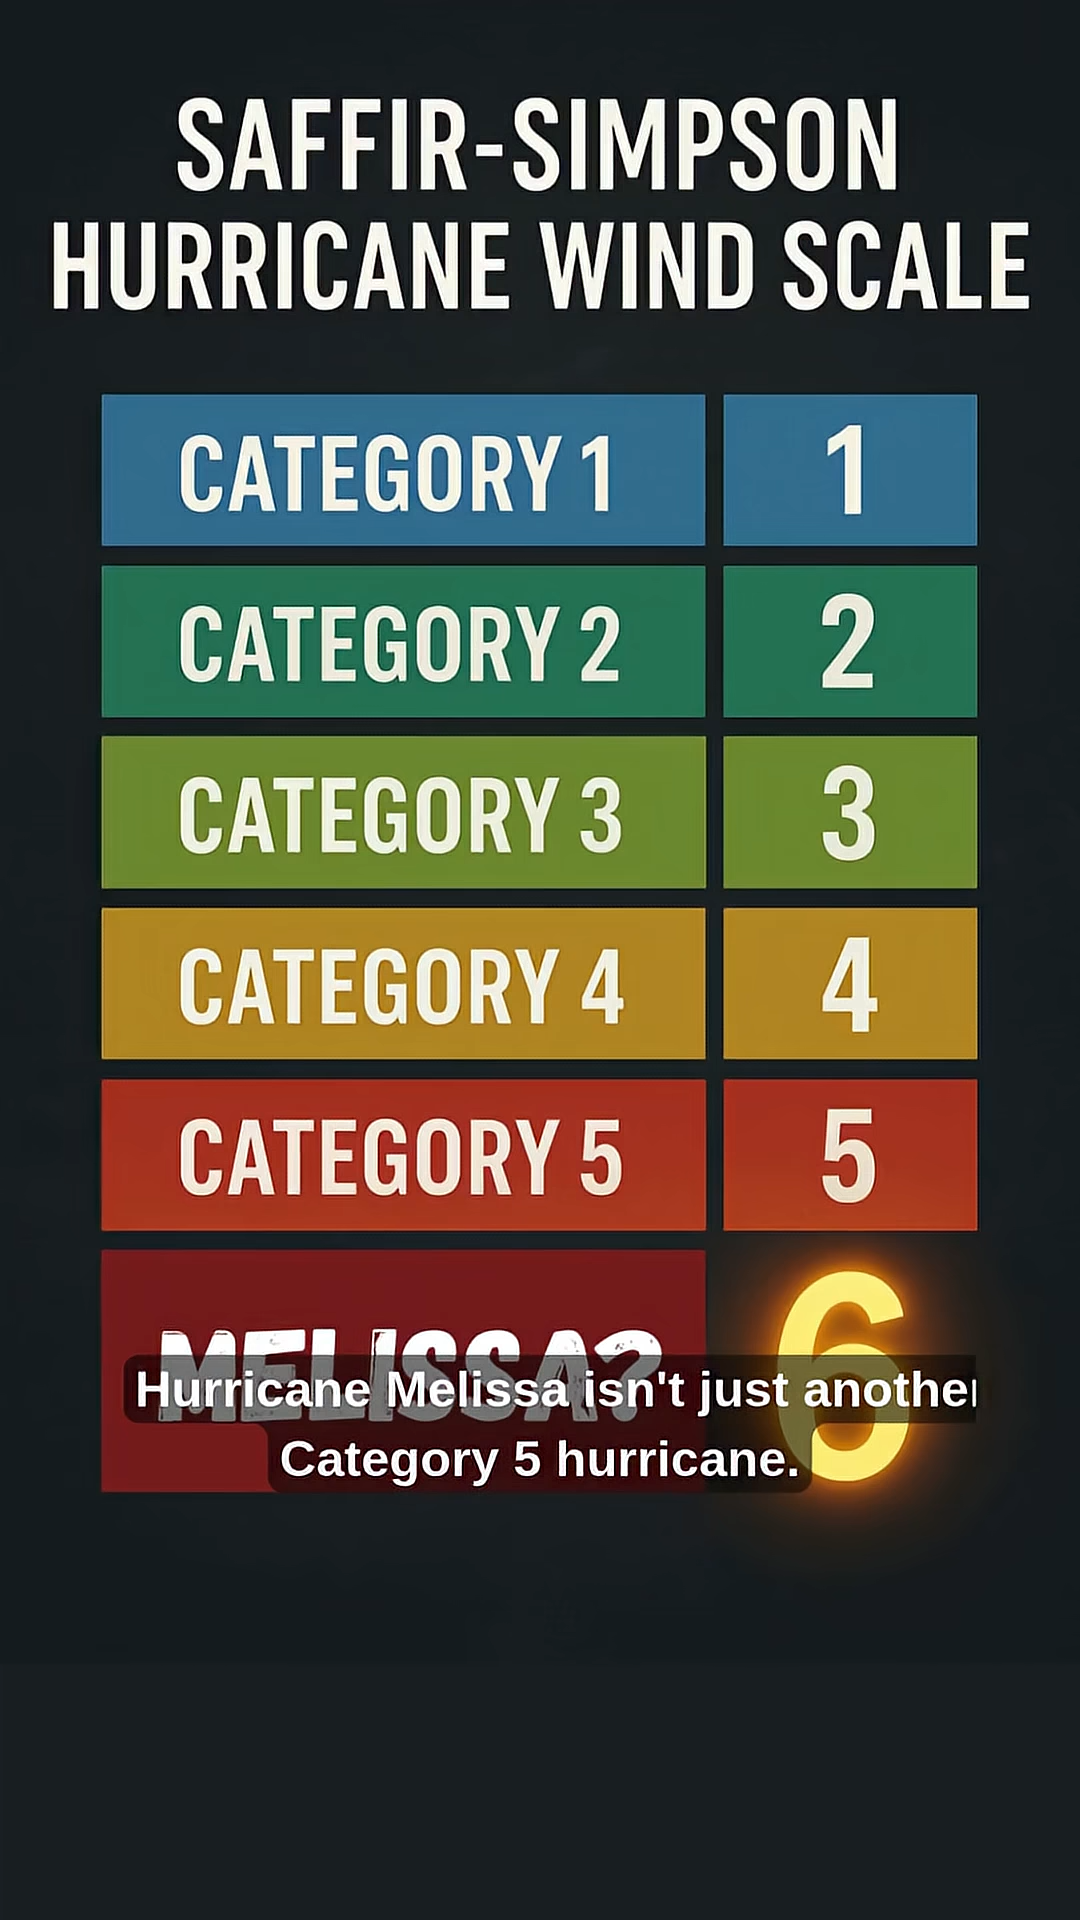 SAFFIR-SIMPSON
HURRICANE WIND SCALE
CATEGORY 1 1
CATEGORY 2 2
CATEGORY 3 3
CATEGORY 4 4
CATEGORY 5 5
MELISSA? 6
Hurricane Melissa isn't just another
Category 5 hurricane.